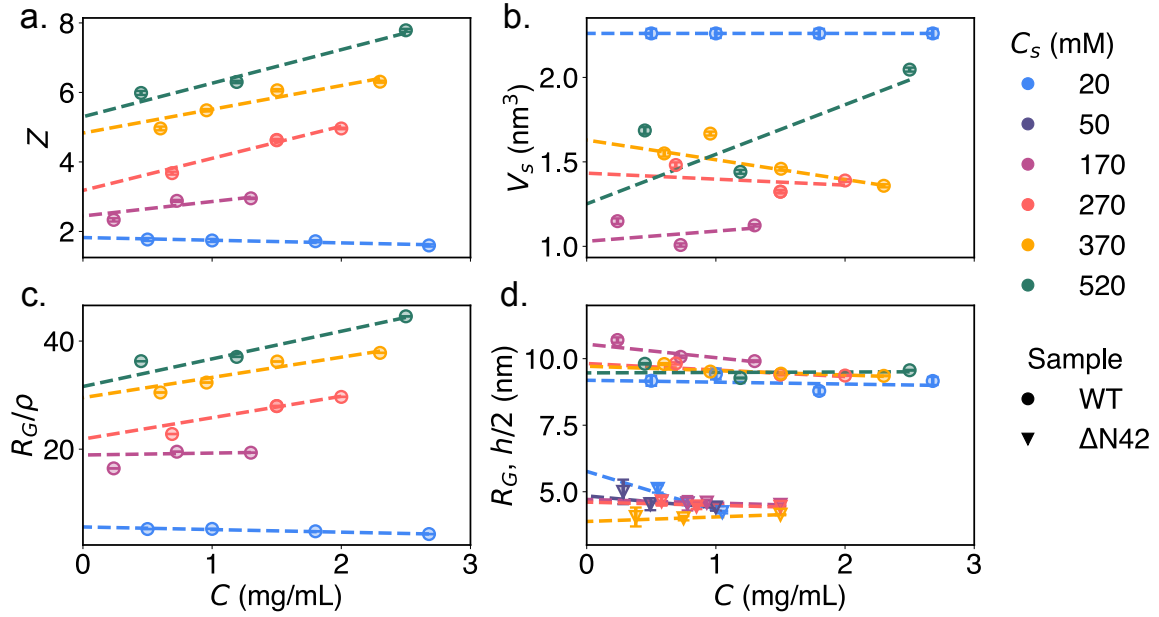 a.
8
6
4
2
Z
b.
2.0
1.5
1.0
V_s (nm³)
C_s (mM)
20
50
170
270
370
520
c.
40
20
R_G/ρ
0 1 2 3
C (mg/mL)
d.
10.0
7.5
5.0
R_G, h/2 (nm)
0 1 2 3
C (mg/mL)
Sample
WT
ΔN42